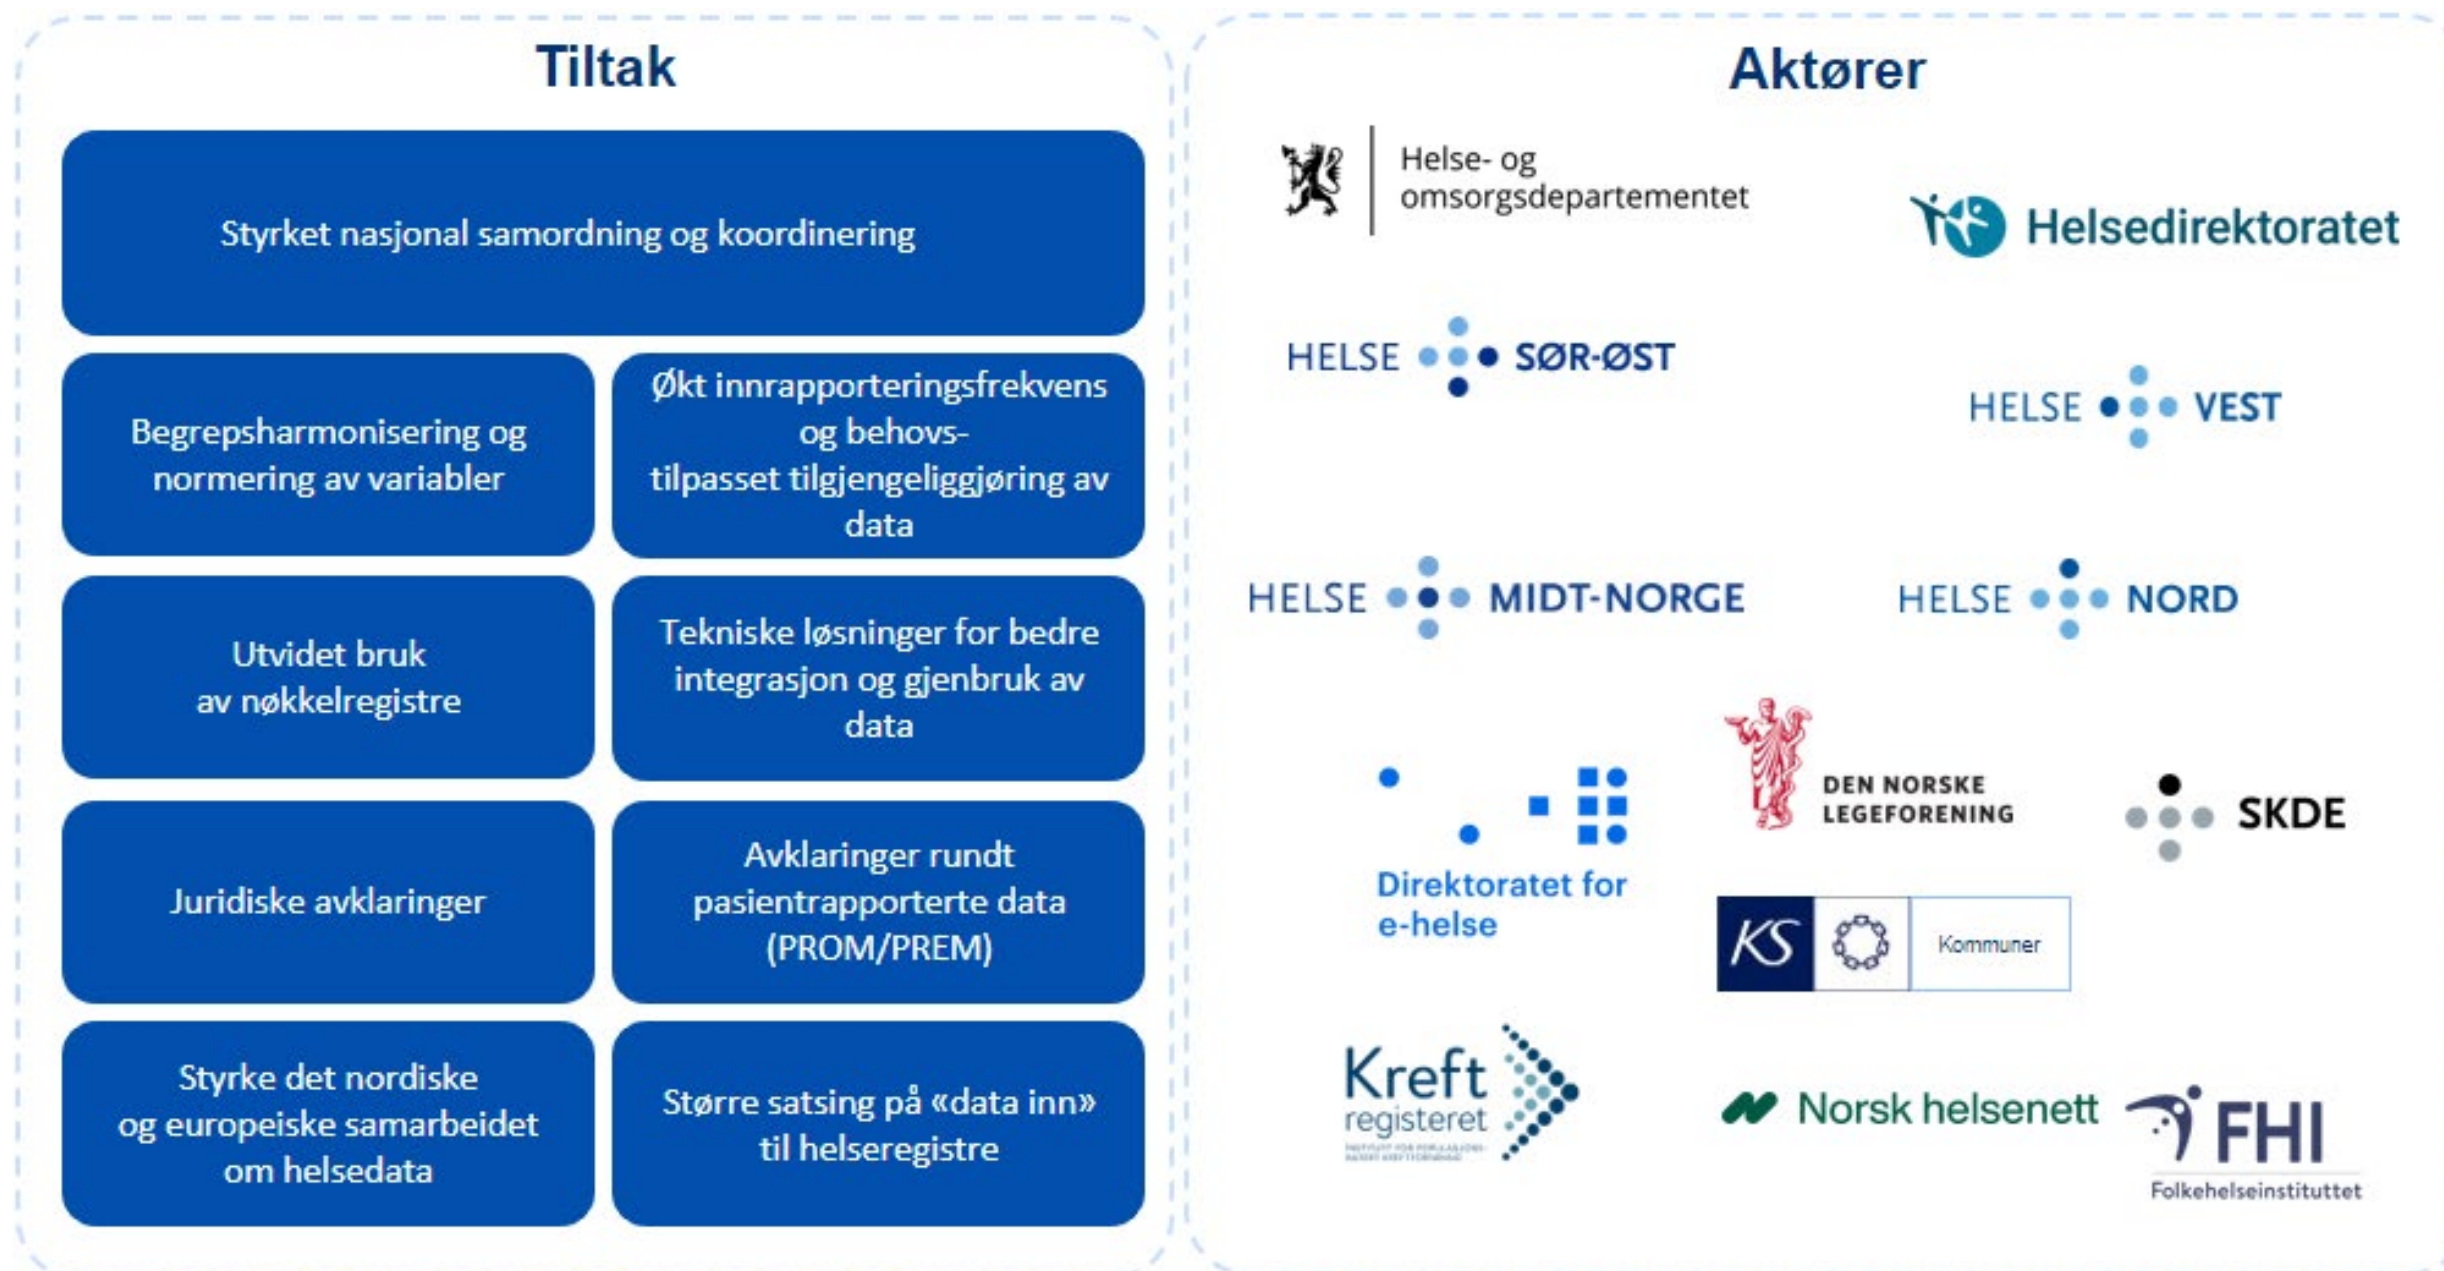 Tiltak
Styrket nasjonal samordning og koordinering
Begrepsharmonisering og
normering av variabler
Økt innrapporteringsfrekvens
og behovs-
tilpasset tilgjengeliggjøring av
data
Utvidet bruk
av nøkkelregistre
Tekniske løsninger for bedre
integrasjon og gjenbruk av
data
Juridiske avklaringer
Avklaringer rundt
pasientrapporterte data
(PROM/PREM)
Styrke det nordiske
og europeiske samarbeidet
om helsedata
Større satsing på «data inn»
til helseregistre
Aktører
Helse- og
omsorgsdepartementet
Helsedirektoratet
HELSE SØR-ØST
HELSE VEST
HELSE MIDT-NORGE
HELSE NORD
Direktoratet for
e-helse
DEN NORSKE
LEGEFORENING
SKDE
KS Kommuner
Kreft
registeret
Norsk helsenett
FHI
Folkehelseinstituttet